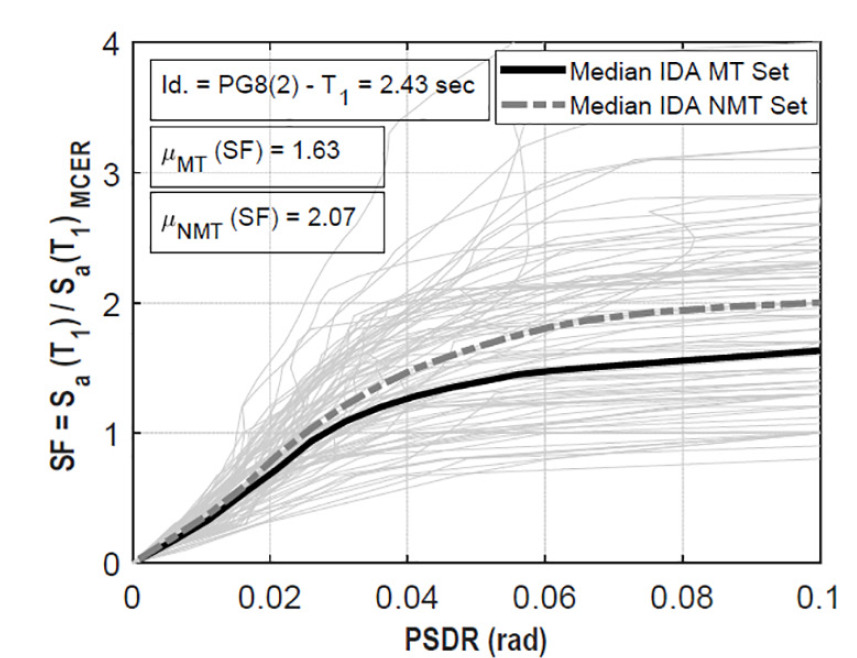 Id. = PG8(2) - T1 = 2.43 sec
μMT (SF) = 1.63
μNMT (SF) = 2.07
Median IDA MT Set
Median IDA NMT Set
SF = Sa (T1) / Sa(T1)MCER
4
3
2
1
0
0 0.02 0.04 0.06 0.08 0.1
PSDR (rad)